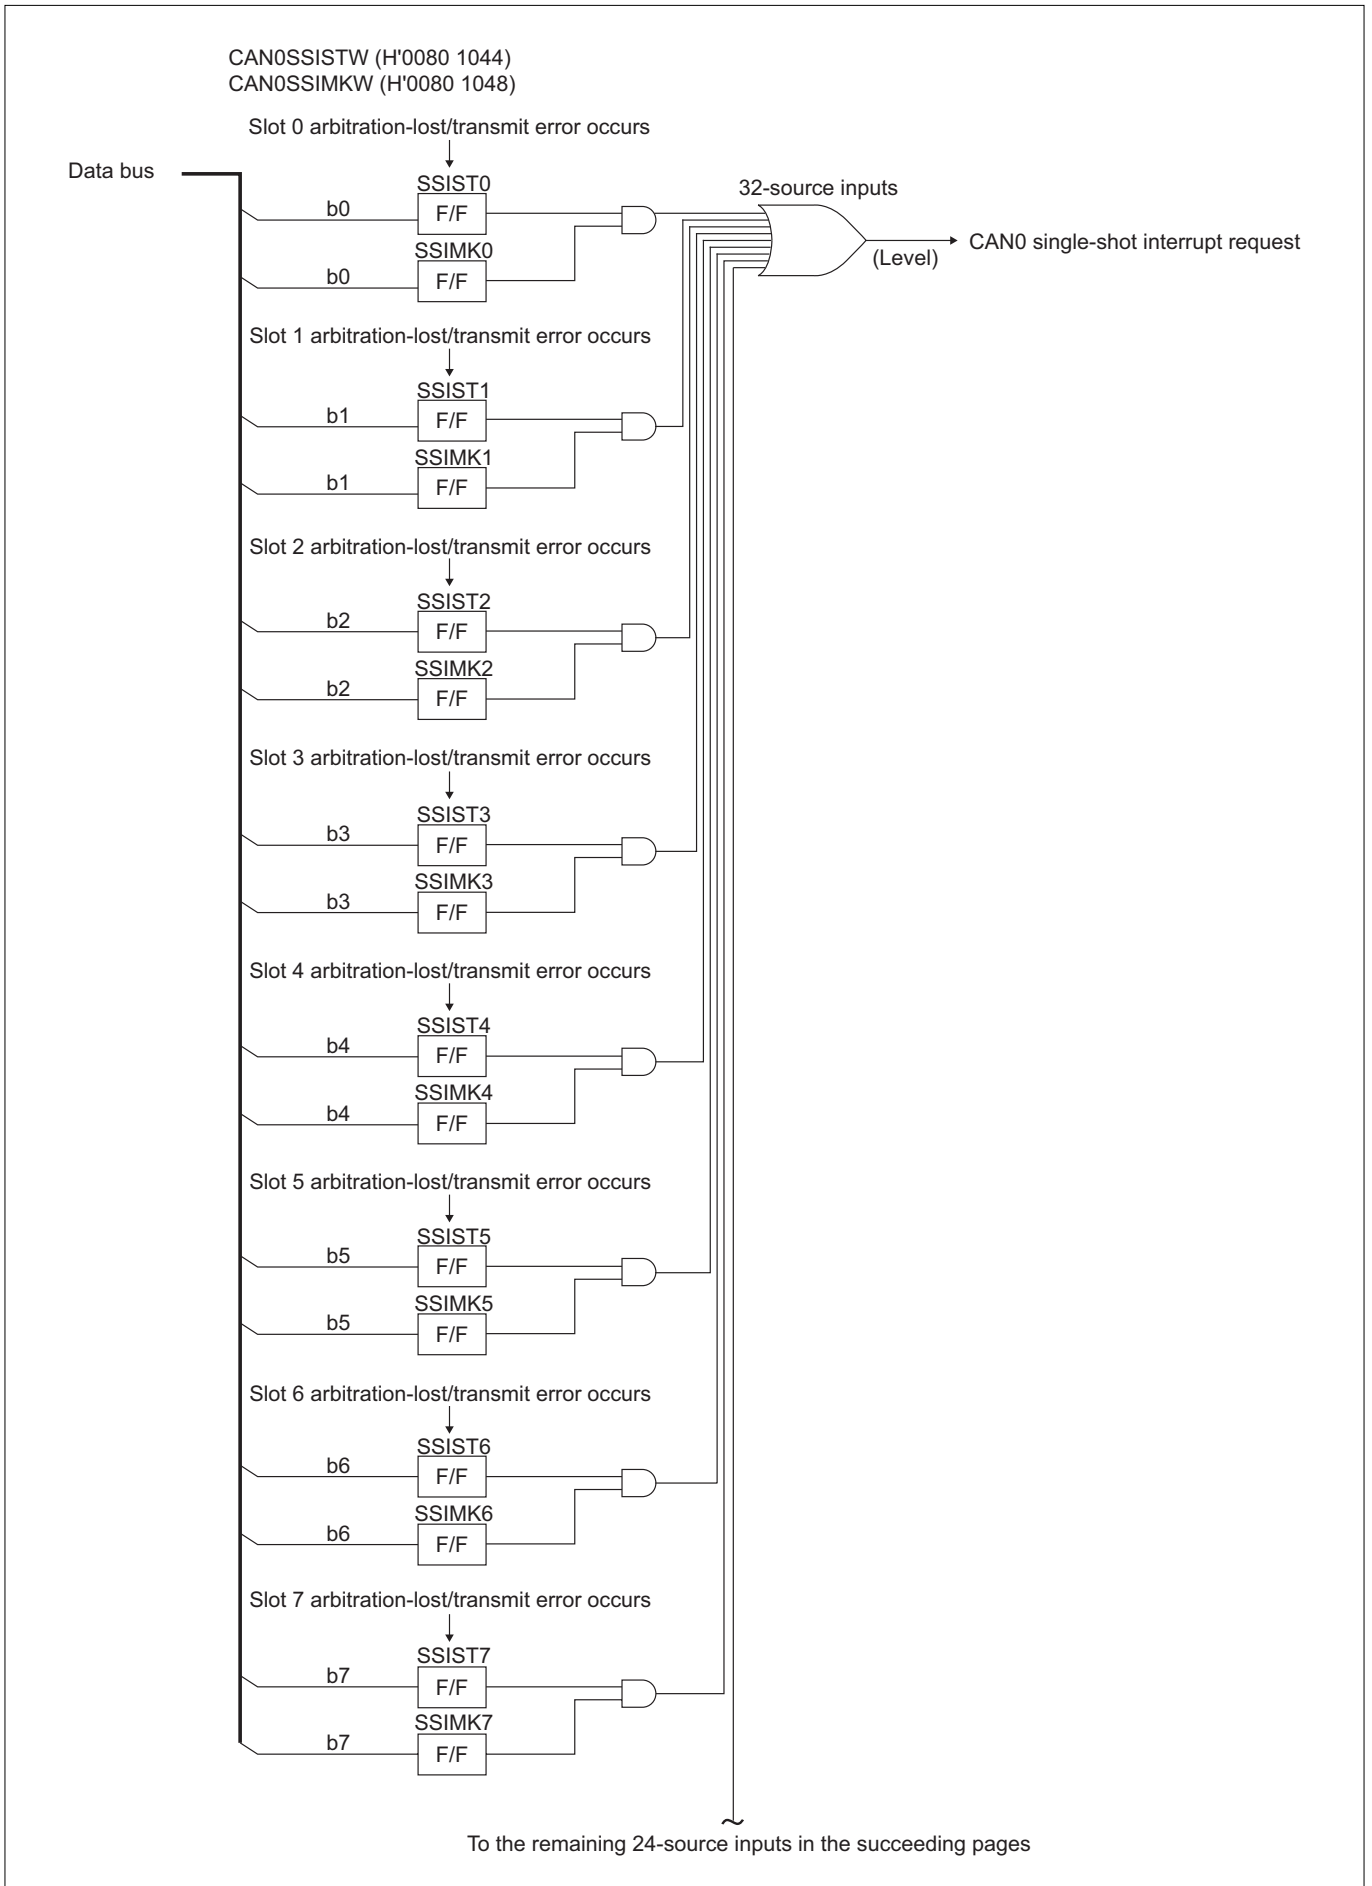 CAN0SSISTW (H'0080 1044)
CAN0SSIMKW (H'0080 1048)
Slot 0 arbitration-lost/transmit error occurs
Data bus
SSIST0
32-source inputs
b0
F/F
CAN0 single-shot interrupt request
(Level)
SSIMK0
b0
F/F
Slot 1 arbitration-lost/transmit error occurs
SSIST1
b1
F/F
SSIMK1
b1
F/F
Slot 2 arbitration-lost/transmit error occurs
SSIST2
b2
F/F
SSIMK2
b2
F/F
Slot 3 arbitration-lost/transmit error occurs
SSIST3
b3
F/F
SSIMK3
b3
F/F
Slot 4 arbitration-lost/transmit error occurs
SSIST4
b4
F/F
SSIMK4
b4
F/F
Slot 5 arbitration-lost/transmit error occurs
SSIST5
b5
F/F
SSIMK5
b5
F/F
Slot 6 arbitration-lost/transmit error occurs
SSIST6
b6
F/F
SSIMK6
b6
F/F
Slot 7 arbitration-lost/transmit error occurs
SSIST7
b7
F/F
SSIMK7
b7
F/F
To the remaining 24-source inputs in the succeeding pages